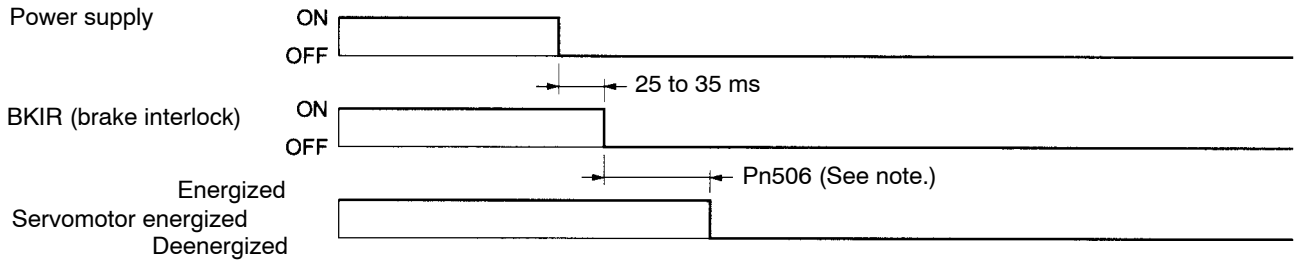 Power supply
ON
OFF
25 to 35 ms
BKIR (brake interlock)
ON
OFF
Pn506 (See note.)
Energized
Servomotor energized
Deenergized